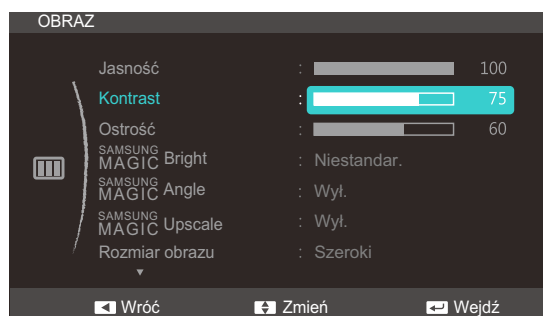 OBRAZ
Jasność : 100
Kontrast : 75
Ostrość : 60
SAMSUNG MAGIC Bright : Niestandar.
SAMSUNG MAGIC Angle : Wył.
SAMSUNG MAGIC Upscale : Wył.
Rozmiar obrazu : Szeroki
Wróć Zmień Wejdź